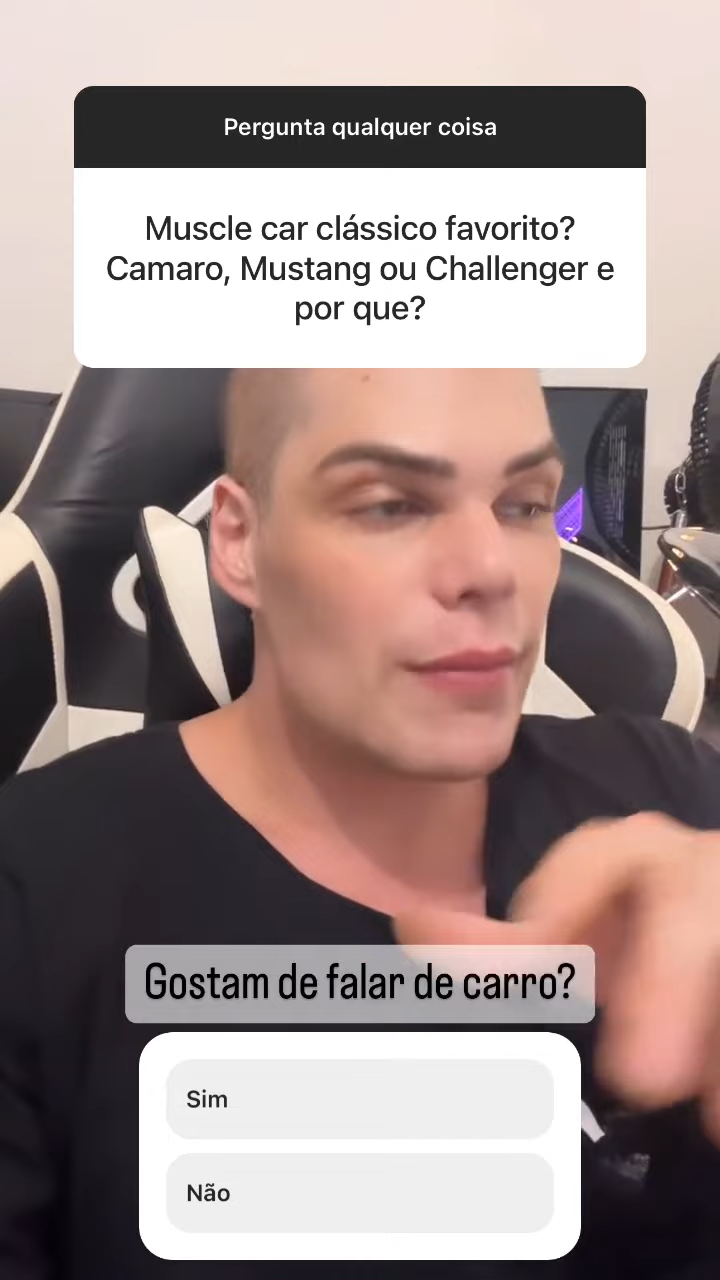 Pergunta qualquer coisa
Muscle car clássico favorito?
Camaro, Mustang ou Challenger e
por que?
Gostam de falar de carro?
Sim
Não